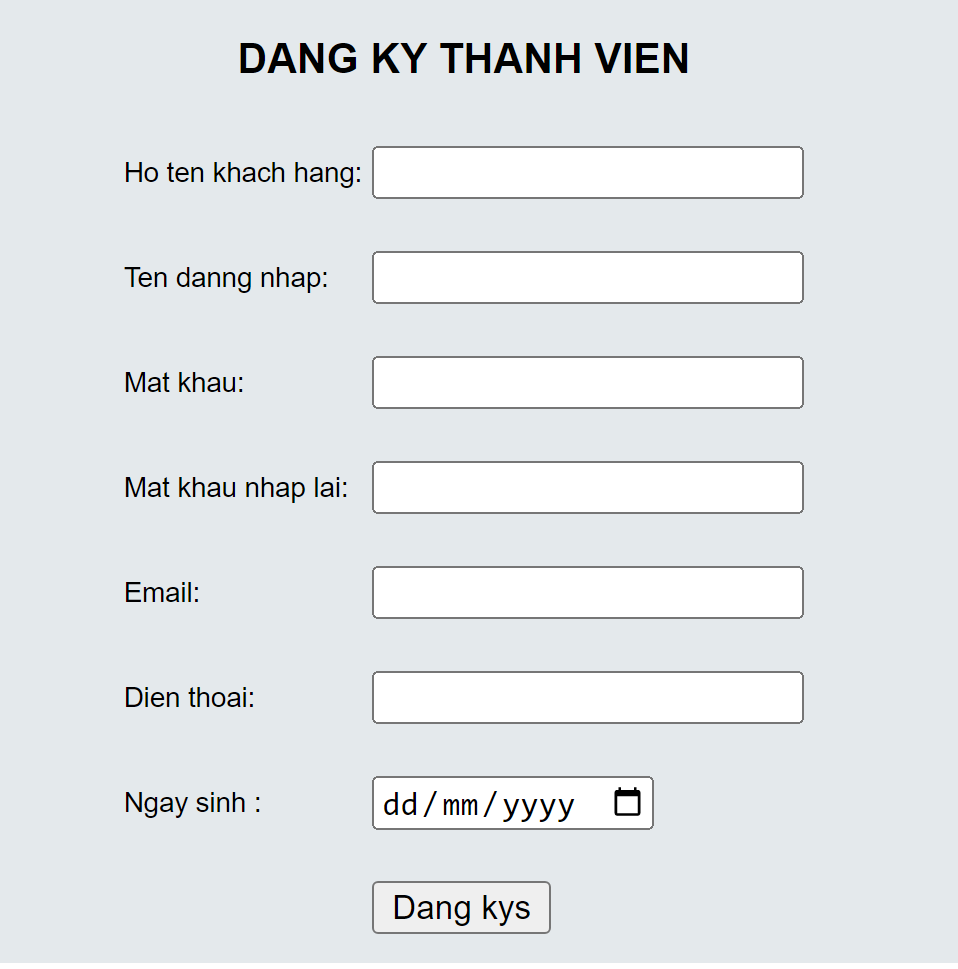 DANG KY THANH VIEN
Ho ten khach hang:
Ten danng nhap:
Mat khau:
Mat khau nhap lai:
Email:
Dien thoai:
Ngay sinh : dd/mm/yyyy
Dang kys